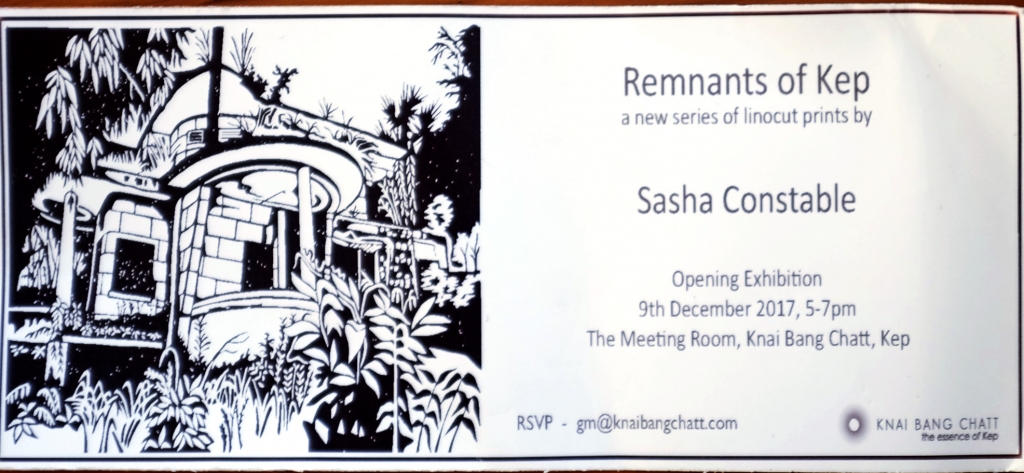 Remnants of Kep
a new series of linocut prints by
Sasha Constable
Opening Exhibition
9th December 2017, 5-7pm
The Meeting Room, Knai Bang Chatt, Kep
RSVP - gm@knaibangchatt.com
KNAI BANG CHATT
the essence of Kep